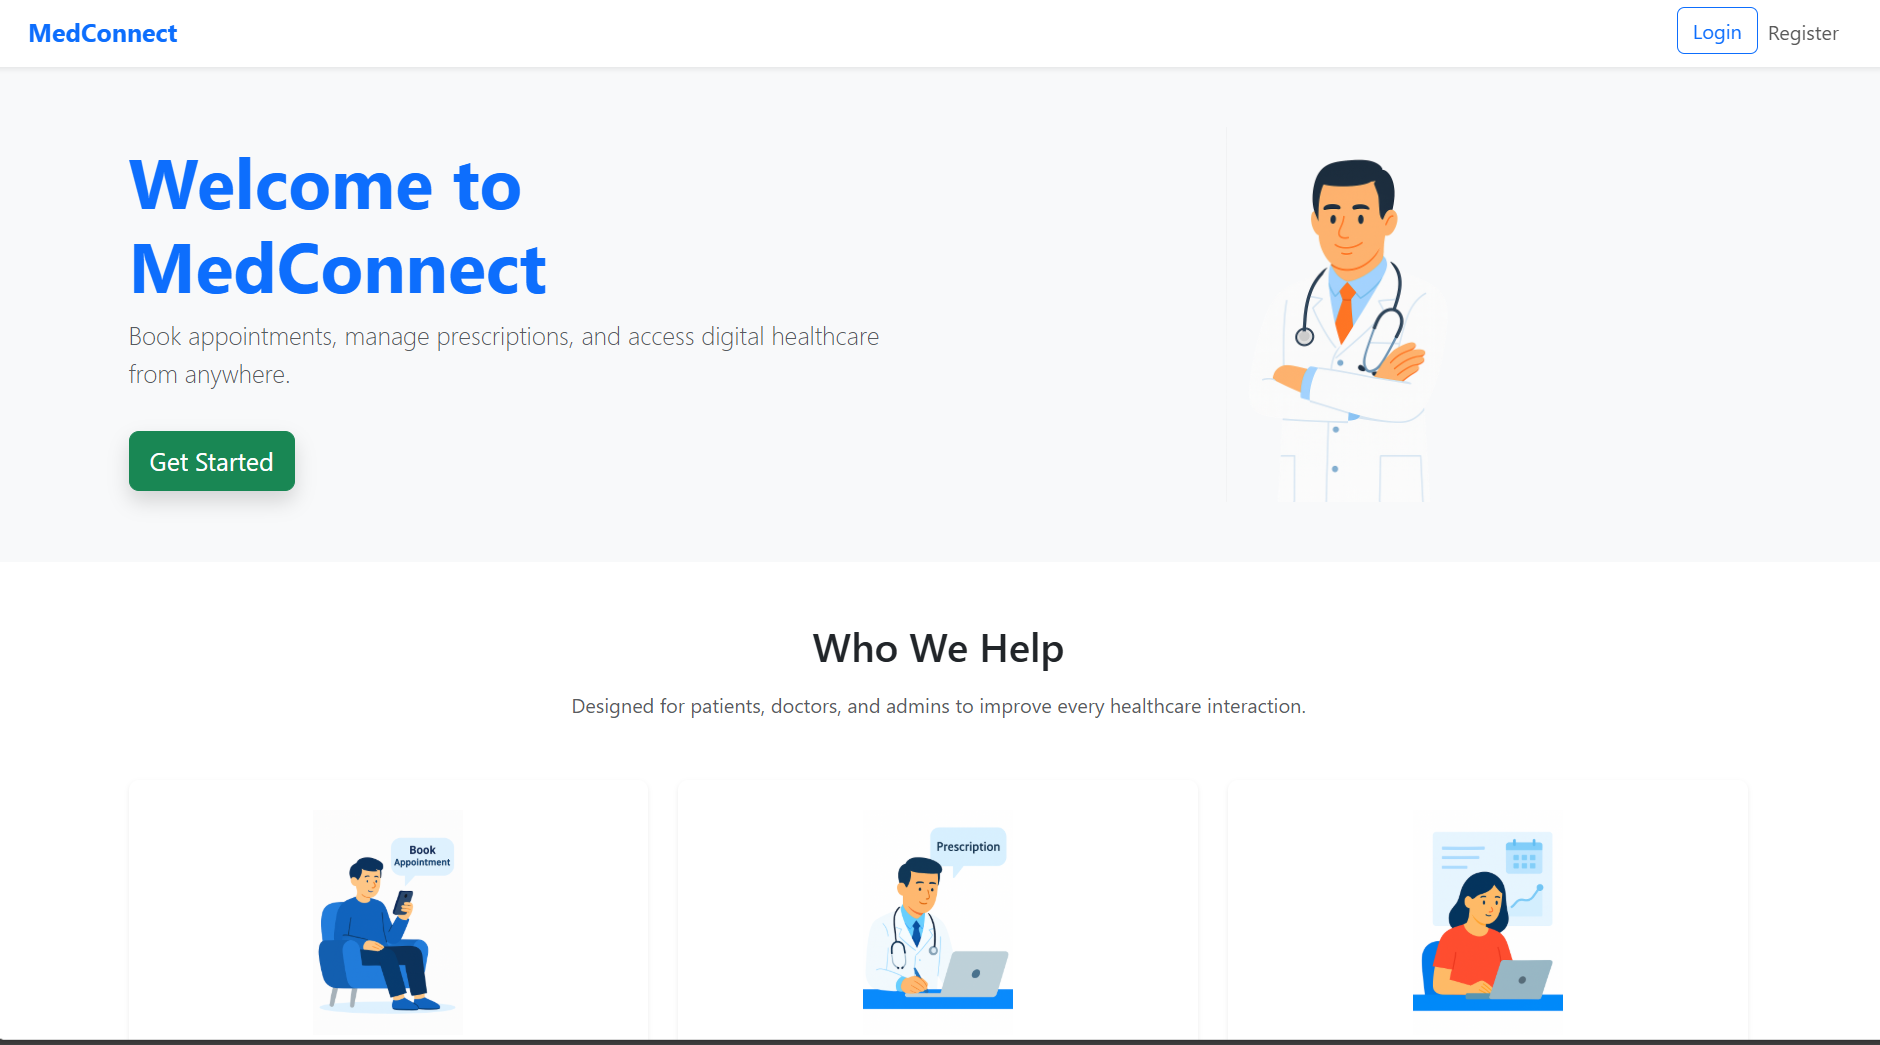 MedConnect
Login
Register
Welcome to
MedConnect
Book appointments, manage prescriptions, and access digital healthcare
from anywhere.
Get Started
Who We Help
Designed for patients, doctors, and admins to improve every healthcare interaction.
Book
Appointment
Prescription